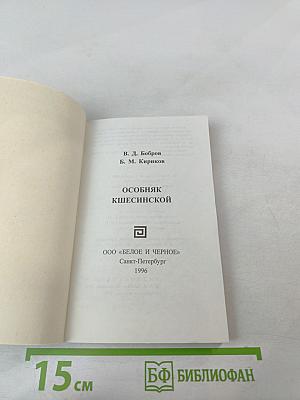 В. Д. Бобров
Б. М. Кириков
ОСОБНЯК
КШЕСИНСКОЙ
ООО «БЕЛОЕ И ЧЕРНОЕ»
Санкт-Петербург
1996
15 см
БФ БИБЛИОФАН